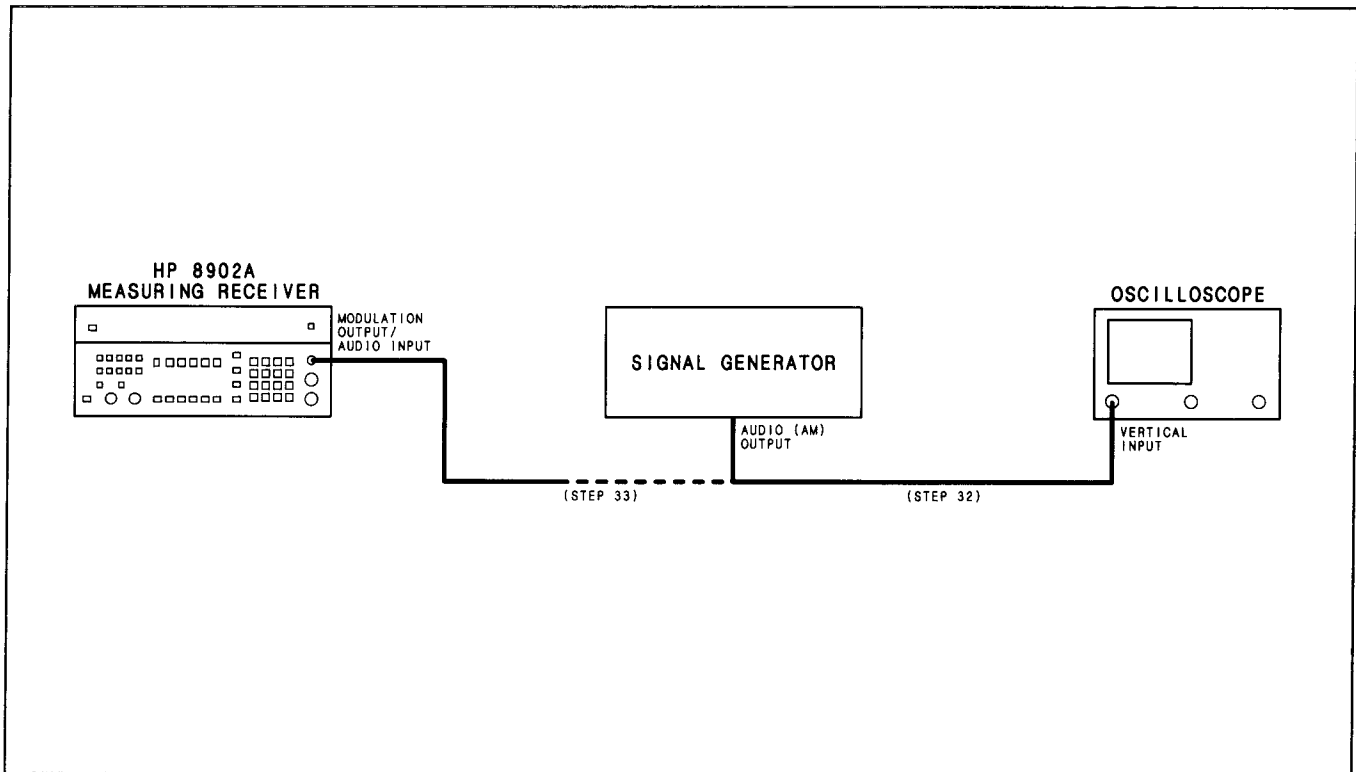 HP 8902A
MEASURING RECEIVER
MODULATION
OUTPUT/
AUDIO INPUT
SIGNAL GENERATOR
AUDIO (AM)
OUTPUT
OSCILLOSCOPE
VERTICAL
INPUT
(STEP 33)
(STEP 32)